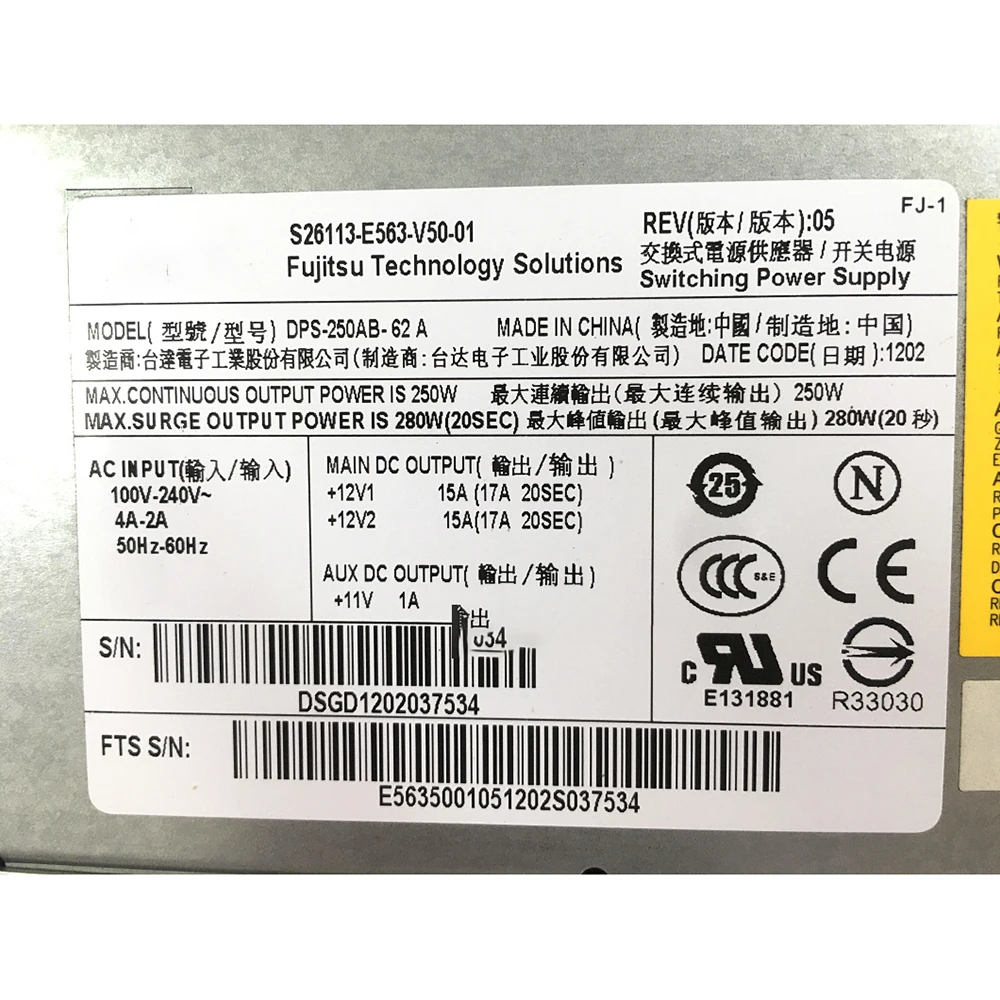 FJ-1
S26113-E563-V50-01
Fujitsu Technology Solutions
REV(版本/版本):05
交換式電源供應器/开关电源
Switching Power Supply
MODEL(型號/型号) DPS-250AB-62 A MADE IN CHINA(製造地:中國/制造地:中国)
製造商:台達電子工業股份有限公司(制造商:台达电子工业股份有限公司) DATE CODE(日期):1202
MAX.CONTINUOUS OUTPUT POWER IS 250W 最大連續輸出(最大连续输出) 250W
MAX.SURGE OUTPUT POWER IS 280W(20SEC) 最大峰值輸出(最大峰值输出) 280W(20秒)
AC INPUT(輸入/输入)
100V-240V~
4A-2A
50Hz-60Hz
MAIN DC OUTPUT(輸出/输出)
+12V1 15A(17A 20SEC)
+12V2 15A(17A 20SEC)
AUX DC OUTPUT(輸出/输出)
+11V 1A
25
N
CCC S&E
CE
c RU US
E131881
R33030
S/N:
DSGD1202037534
FTS S/N:
E5635001051202S037534